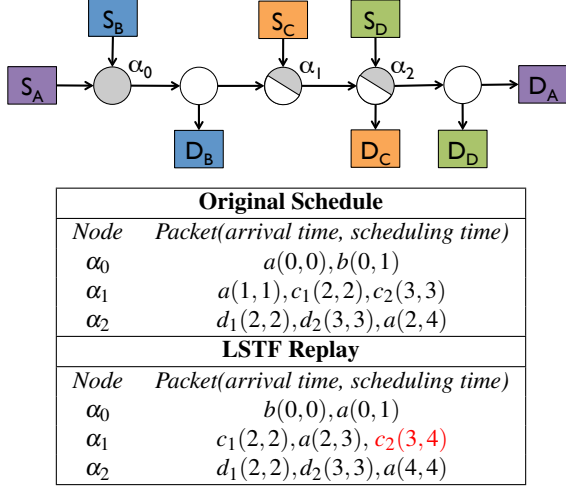 S_B S_C S_D
S_A α_0 α_1 α_2 D_A
D_B D_C D_D
Original Schedule
Node Packet(arrival time, scheduling time)
α_0 a(0,0),b(0,1)
α_1 a(1,1),c_1(2,2),c_2(3,3)
α_2 d_1(2,2),d_2(3,3),a(2,4)
LSTF Replay
Node Packet(arrival time, scheduling time)
α_0 b(0,0),a(0,1)
α_1 c_1(2,2),a(2,3), c_2(3,4)
α_2 d_1(2,2),d_2(3,3),a(4,4)